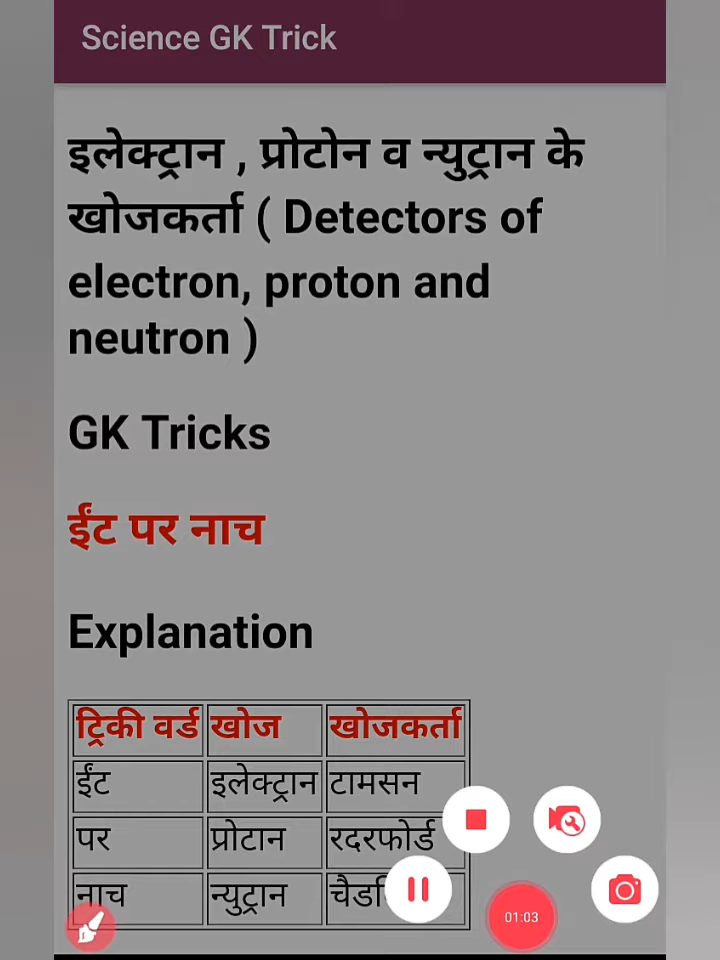 Science GK Trick
इलेक्ट्रान , प्रोटोन व न्युट्रान के
खोजकर्ता ( Detectors of
electron, proton and
neutron )
GK Tricks
ईंट पर नाच
Explanation
ट्रिकी वर्ड खोज खोजकर्ता
ईंट इलेक्ट्रान टामसन
पर प्रोटान रदरफोर्ड
नाच न्युट्रान
01:03